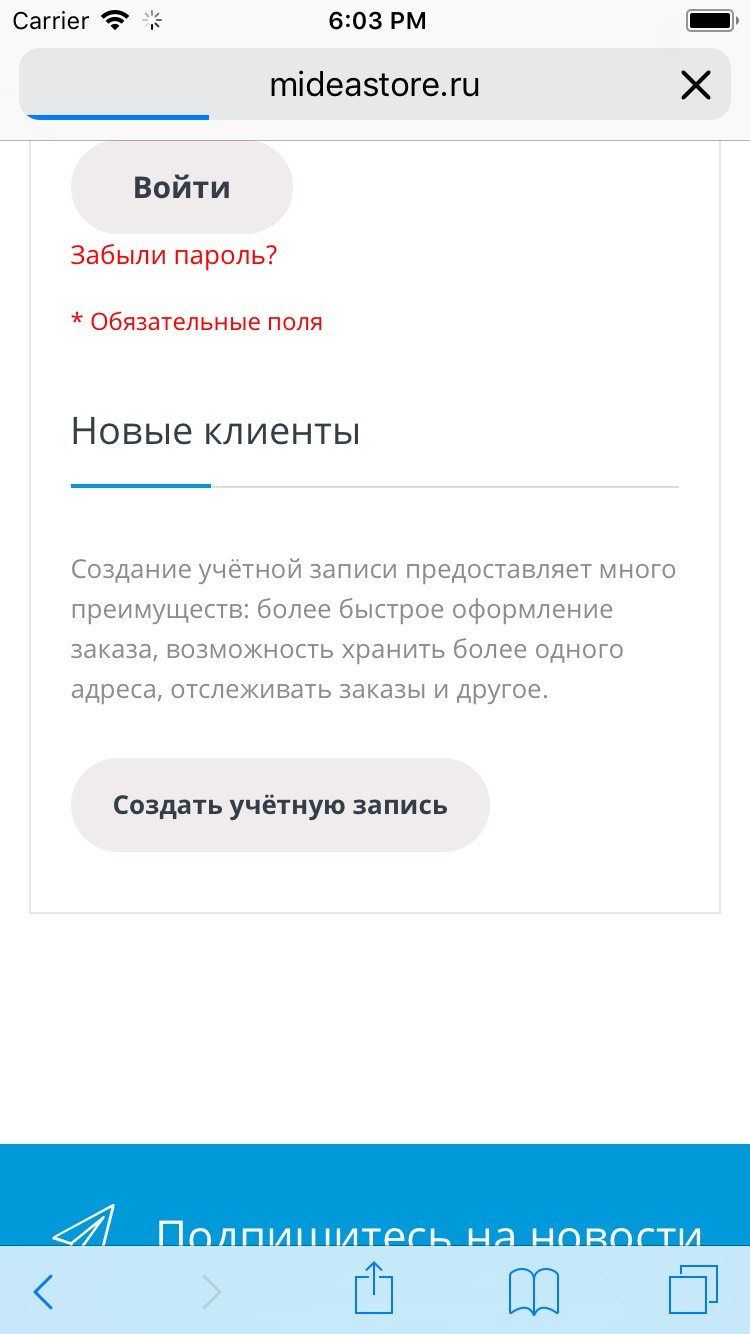 Carrier 6:03 PM
mideastore.ru
Войти
Забыли пароль?
* Обязательные поля
Новые клиенты
Создание учётной записи предоставляет много
преимуществ: более быстрое оформление
заказа, возможность хранить более одного
адреса, отслеживать заказы и другое.
Создать учётную запись
Подпишитесь на новости